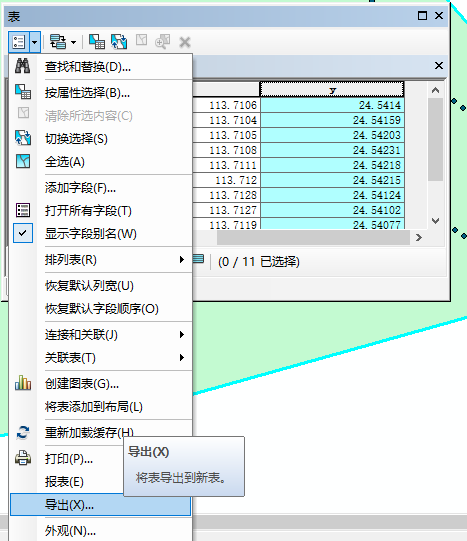 表
查找和替换(D)...
按属性选择(B)...
清除所选内容(C)
切换选择(S)
全选(A)
添加字段(F)...
打开所有字段(T)
显示字段别名(W)
排列表(R)
恢复默认列宽(U)
恢复默认字段顺序(O)
连接和关联(J)
关联表(T)
创建图表(G)...
将表添加到布局(L)
重新加载缓存(H)
打印(P)...
报表(E)
导出(X)...
外观(N)...
y
113.7106 24.5414
113.7104 24.54159
113.7105 24.54203
113.7108 24.54231
113.7111 24.54218
113.712 24.54215
113.7128 24.54124
113.7127 24.54102
113.7119 24.54077
(0 / 11 已选择)
导出(X)
将表导出到新表。